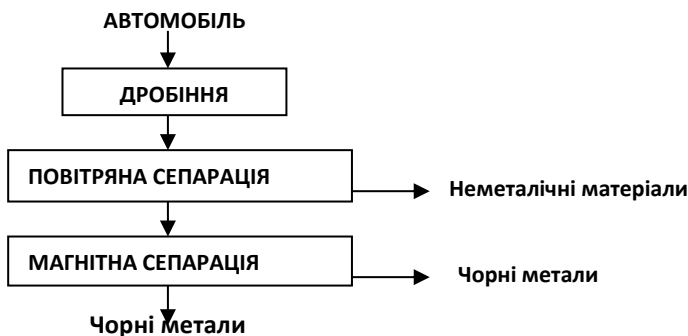 АВТОМОБІЛЬ
ДРОБІННЯ
ПОВІТРЯНА СЕПАРАЦІЯ
Неметалічні матеріали
МАГНІТНА СЕПАРАЦІЯ
Чорні метали
Чорні метали